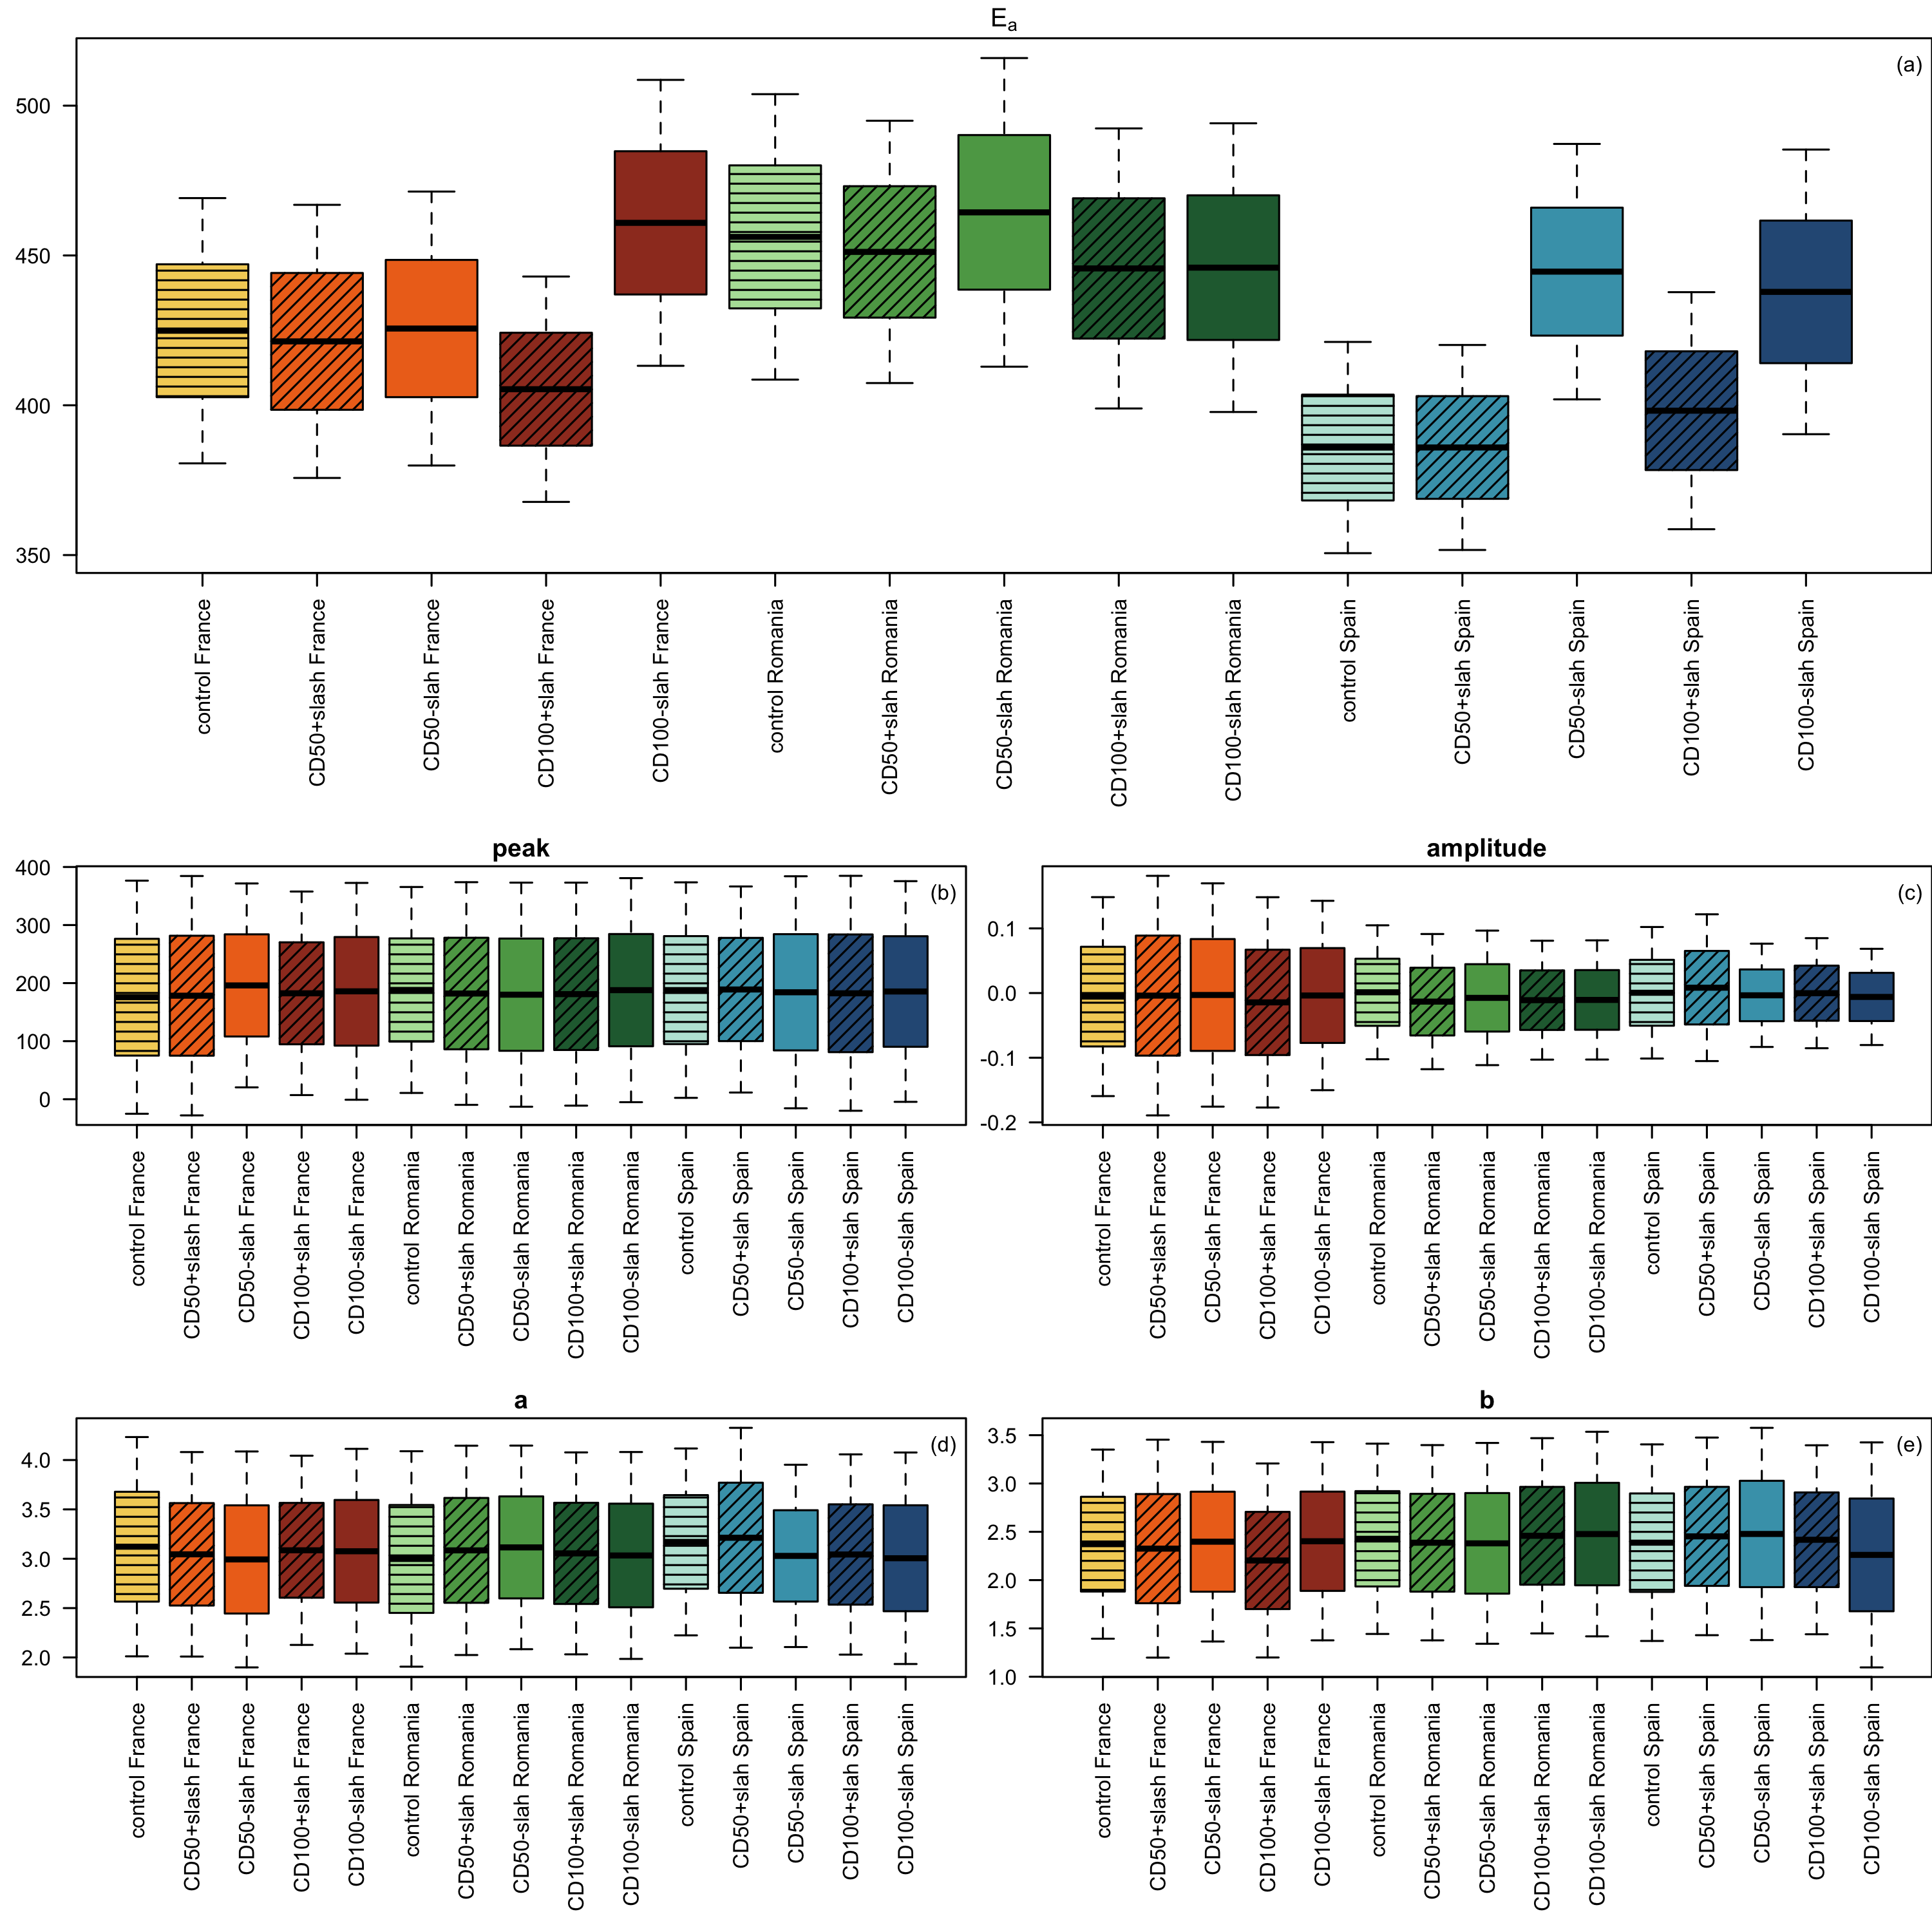 Ea
(a)
500
450
400
350
control France
CD50+slash France
CD50-slah France
CD100+slah France
CD100-slah France
control Romania
CD50+slah Romania
CD50-slah Romania
CD100+slah Romania
CD100-slah Romania
control Spain
CD50+slah Spain
CD50-slah Spain
CD100+slah Spain
CD100-slah Spain
peak
(b)
400
300
200
100
0
control France
CD50+slash France
CD50-slah France
CD100+slah France
CD100-slah France
control Romania
CD50+slah Romania
CD50-slah Romania
CD100+slah Romania
CD100-slah Romania
control Spain
CD50+slah Spain
CD50-slah Spain
CD100+slah Spain
CD100-slah Spain
amplitude
(c)
0.1
0.0
-0.1
-0.2
control France
CD50+slash France
CD50-slah France
CD100+slah France
CD100-slah France
control Romania
CD50+slah Romania
CD50-slah Romania
CD100+slah Romania
CD100-slah Romania
control Spain
CD50+slah Spain
CD50-slah Spain
CD100+slah Spain
CD100-slah Spain
a
(d)
4.0
3.5
3.0
2.5
2.0
control France
CD50+slash France
CD50-slah France
CD100+slah France
CD100-slah France
control Romania
CD50+slah Romania
CD50-slah Romania
CD100+slah Romania
CD100-slah Romania
control Spain
CD50+slah Spain
CD50-slah Spain
CD100+slah Spain
CD100-slah Spain
b
(e)
3.5
3.0
2.5
2.0
1.5
1.0
control France
CD50+slash France
CD50-slah France
CD100+slah France
CD100-slah France
control Romania
CD50+slah Romania
CD50-slah Romania
CD100+slah Romania
CD100-slah Romania
control Spain
CD50+slah Spain
CD50-slah Spain
CD100+slah Spain
CD100-slah Spain